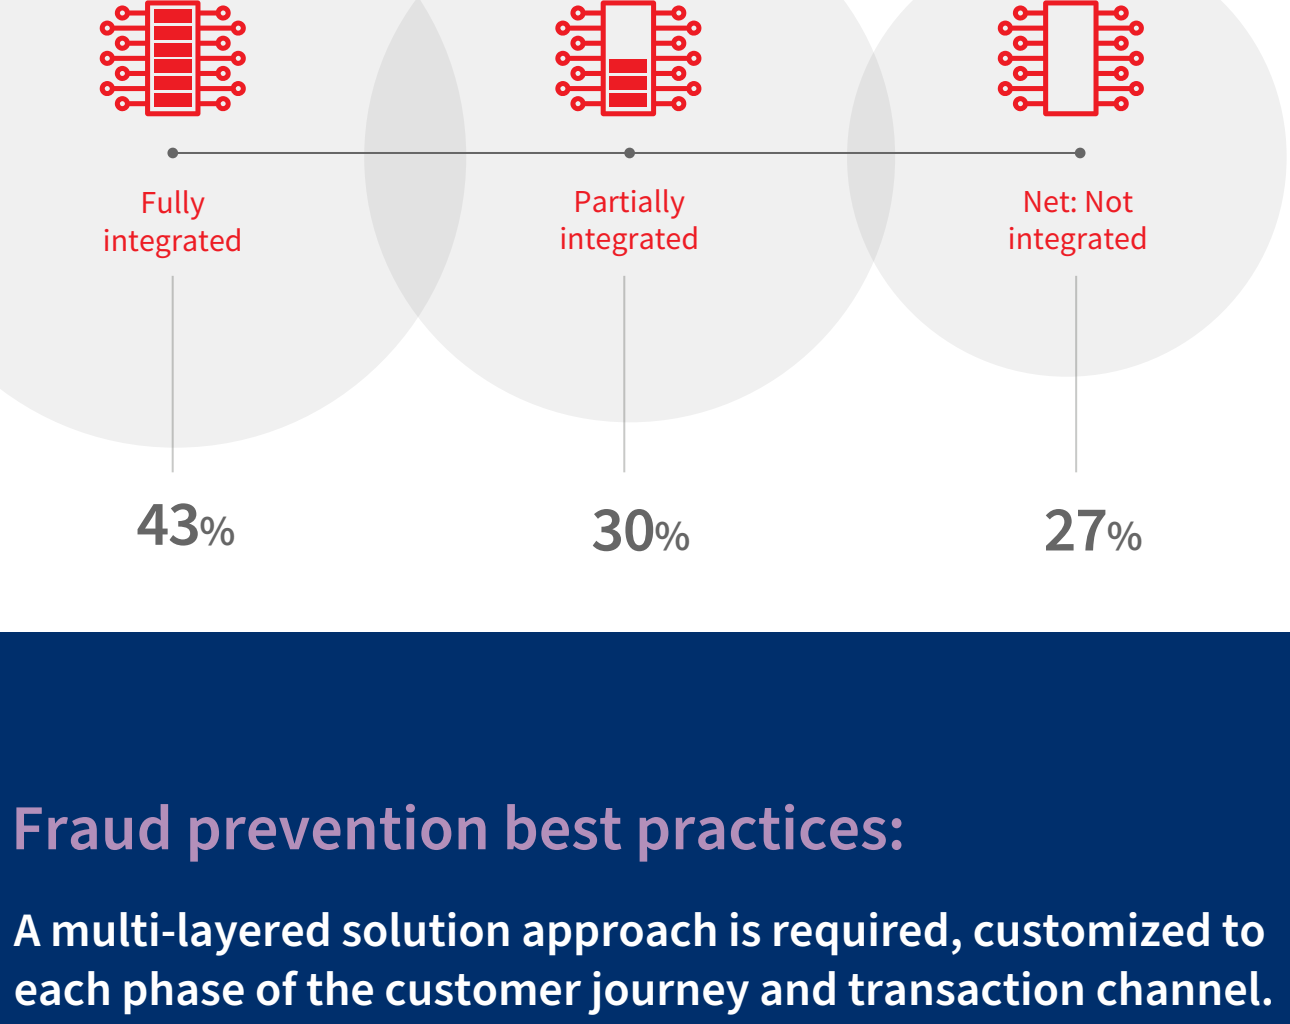 Fully
integrated
Partially
integrated
Net: Not
integrated
43%
30%
27%
Fraud prevention best practices:
A multi-layered solution approach is required, customized to
each phase of the customer journey and transaction channel.